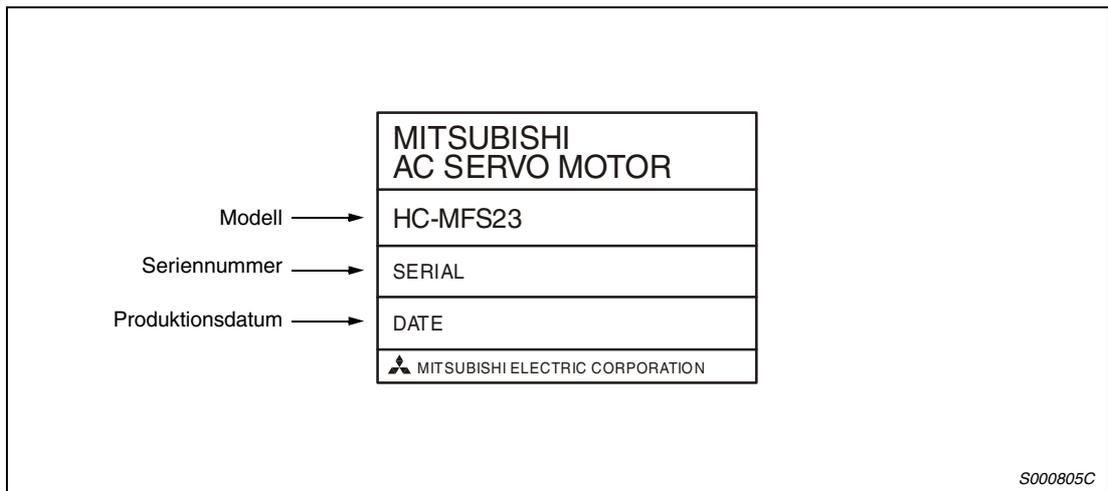 MITSUBISHI
AC SERVO MOTOR
Modell
HC-MFS23
Seriennummer
SERIAL
Produktionsdatum
DATE
MITSUBISHI ELECTRIC CORPORATION
S000805C